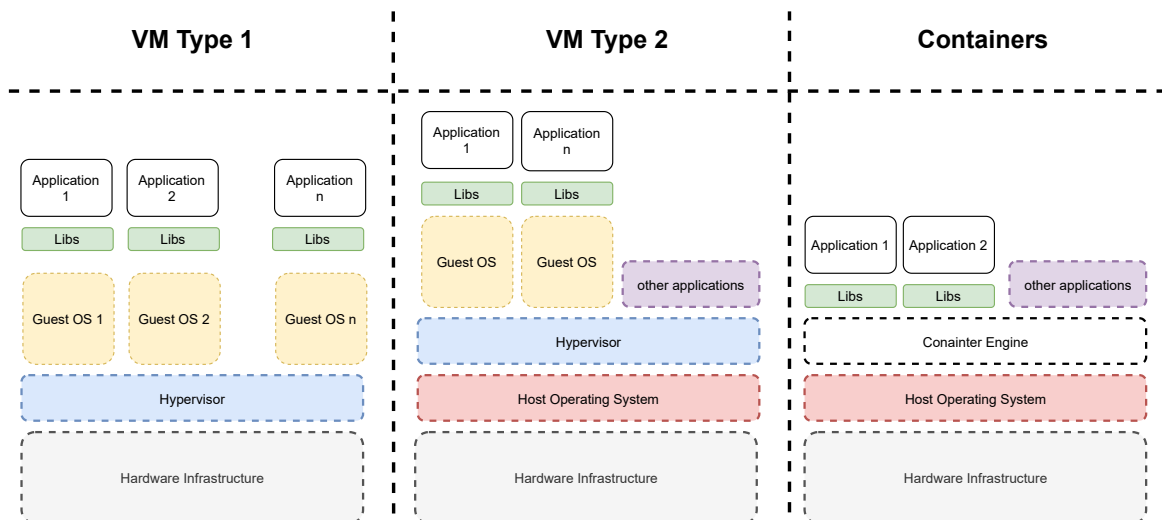 VM Type 1
VM Type 2
Containers
Application
1
Application
2
Application
n
Libs
Libs
Libs
Guest OS 1
Guest OS 2
Guest OS n
Hypervisor
Hardware Infrastructure
Application
1
Application
n
Libs
Libs
Guest OS
Guest OS
other applications
Hypervisor
Host Operating System
Hardware Infrastructure
Application 1
Application 2
Libs
Libs
other applications
Conainter Engine
Host Operating System
Hardware Infrastructure